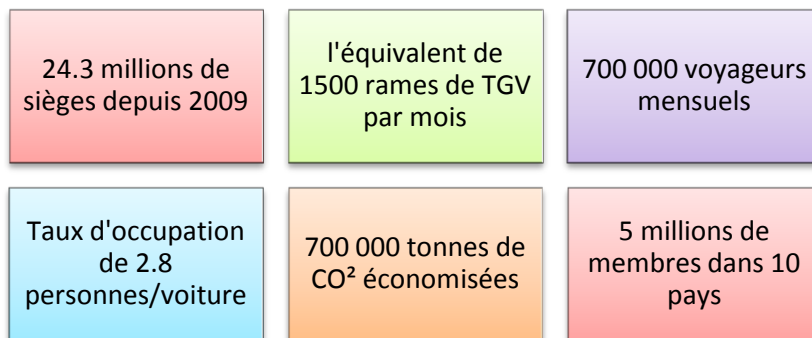 24.3 millions de
sièges depuis 2009
l'équivalent de
1500 rames de TGV
par mois
700 000 voyageurs
mensuels
Taux d'occupation
de 2.8
personnes/voiture
700 000 tonnes de
CO² économisées
5 millions de
membres dans 10
pays